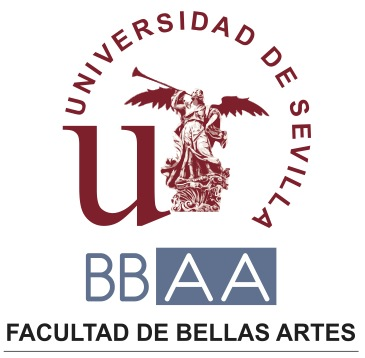 UNIVERSIDAD DE SEVILLA
u
BBAA
FACULTAD DE BELLAS ARTES